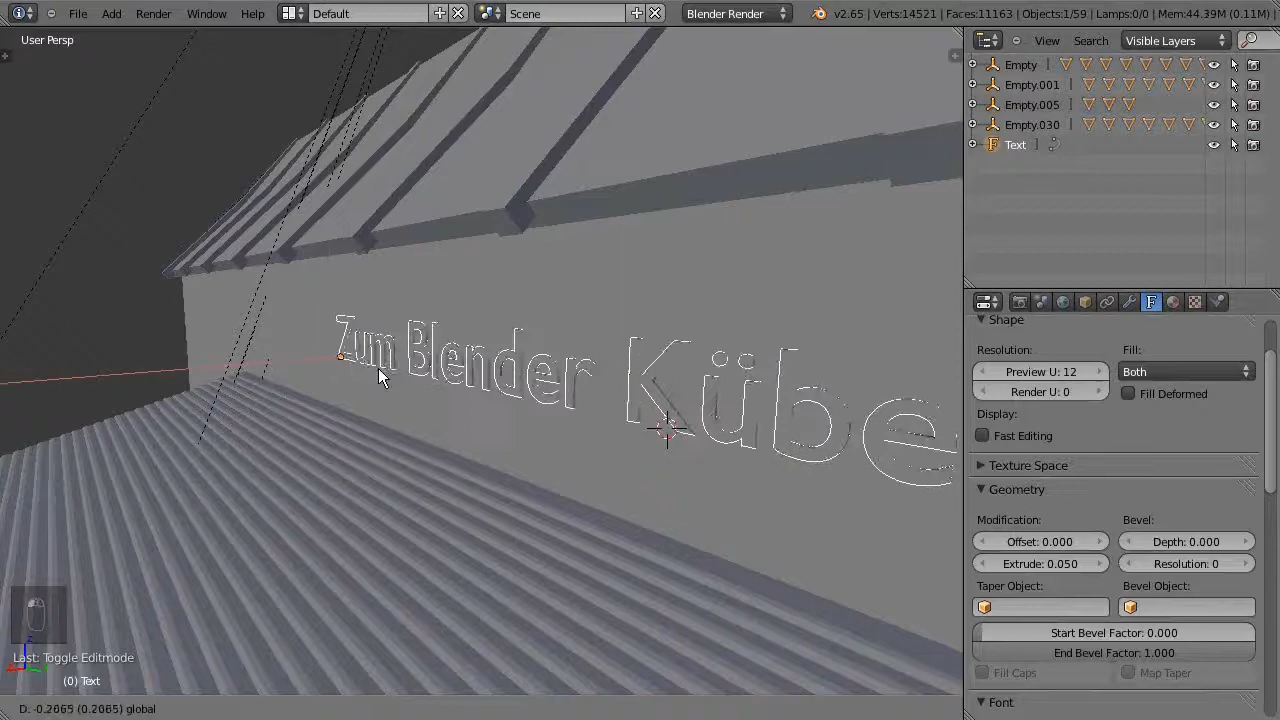 File Add Render Window Help Default Scene Blender Render v2.65 | Verts:14521 | Faces:11163 | Objects:1/59 | Lamps:0/0 | Mem:44.39M (0.11M) |
User Persp
View Search Visible Layers
Empty
Empty.001
Empty.005
Empty.030
Text
Zum Blender Kübe
Shape
Resolution: Fill:
Preview U: 12 Both
Render U: 0 Fill Deformed
Display:
Fast Editing
Texture Space
Geometry
Modification: Bevel:
Offset: 0.000 Depth: 0.000
Extrude: 0.050 Resolution: 0
Taper Object: Bevel Object:
Start Bevel Factor: 0.000
End Bevel Factor: 1.000
Fill Caps Map Taper
Font
z
Last: Toggle Editmode
(0) Text
D: -0.2665 (0.2665) global